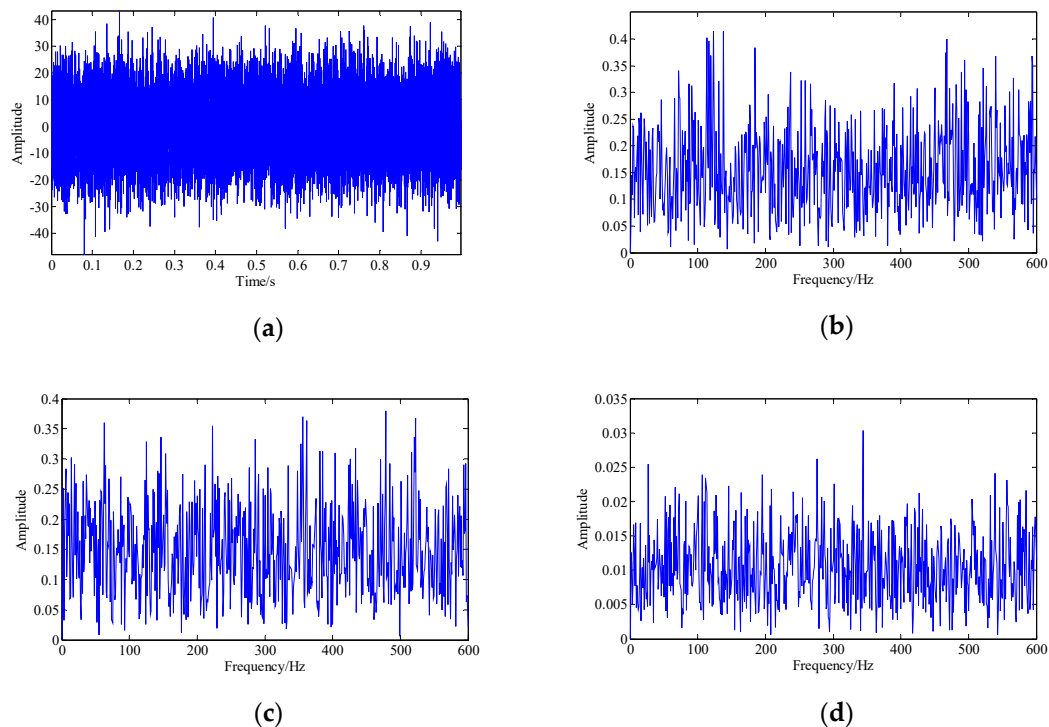 40
30
20
10
0
-10
-20
-30
-40
Amplitude
0 0.1 0.2 0.3 0.4 0.5 0.6 0.7 0.8 0.9
Time/s
(a)
0.4
0.35
0.3
0.25
0.2
0.15
0.1
0.05
0
Amplitude
0 100 200 300 400 500 600
Frequency/Hz
(b)
0.4
0.35
0.3
0.25
0.2
0.15
0.1
0.05
0
Amplitude
0 100 200 300 400 500 600
Frequency/Hz
(c)
0.035
0.03
0.025
0.02
0.015
0.01
0.005
0
Amplitude
0 100 200 300 400 500 600
Frequency/Hz
(d)